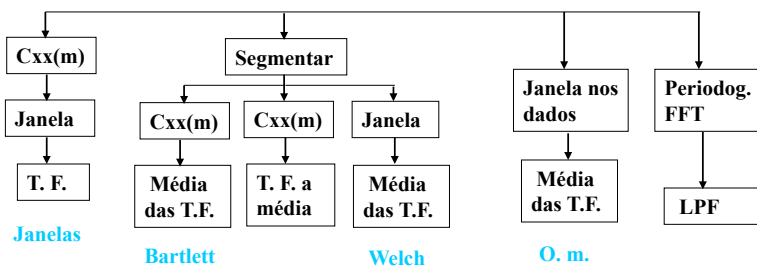 Cxx(m)
Segmentar
Janela nos
dados
Periodog.
FFT
Janela
Cxx(m)
Cxx(m)
Janela
T. F.
Média
das T.F.
T. F. a
média
Média
das T.F.
Média
das T.F.
LPF
Janelas
Bartlett
Welch
O. m.